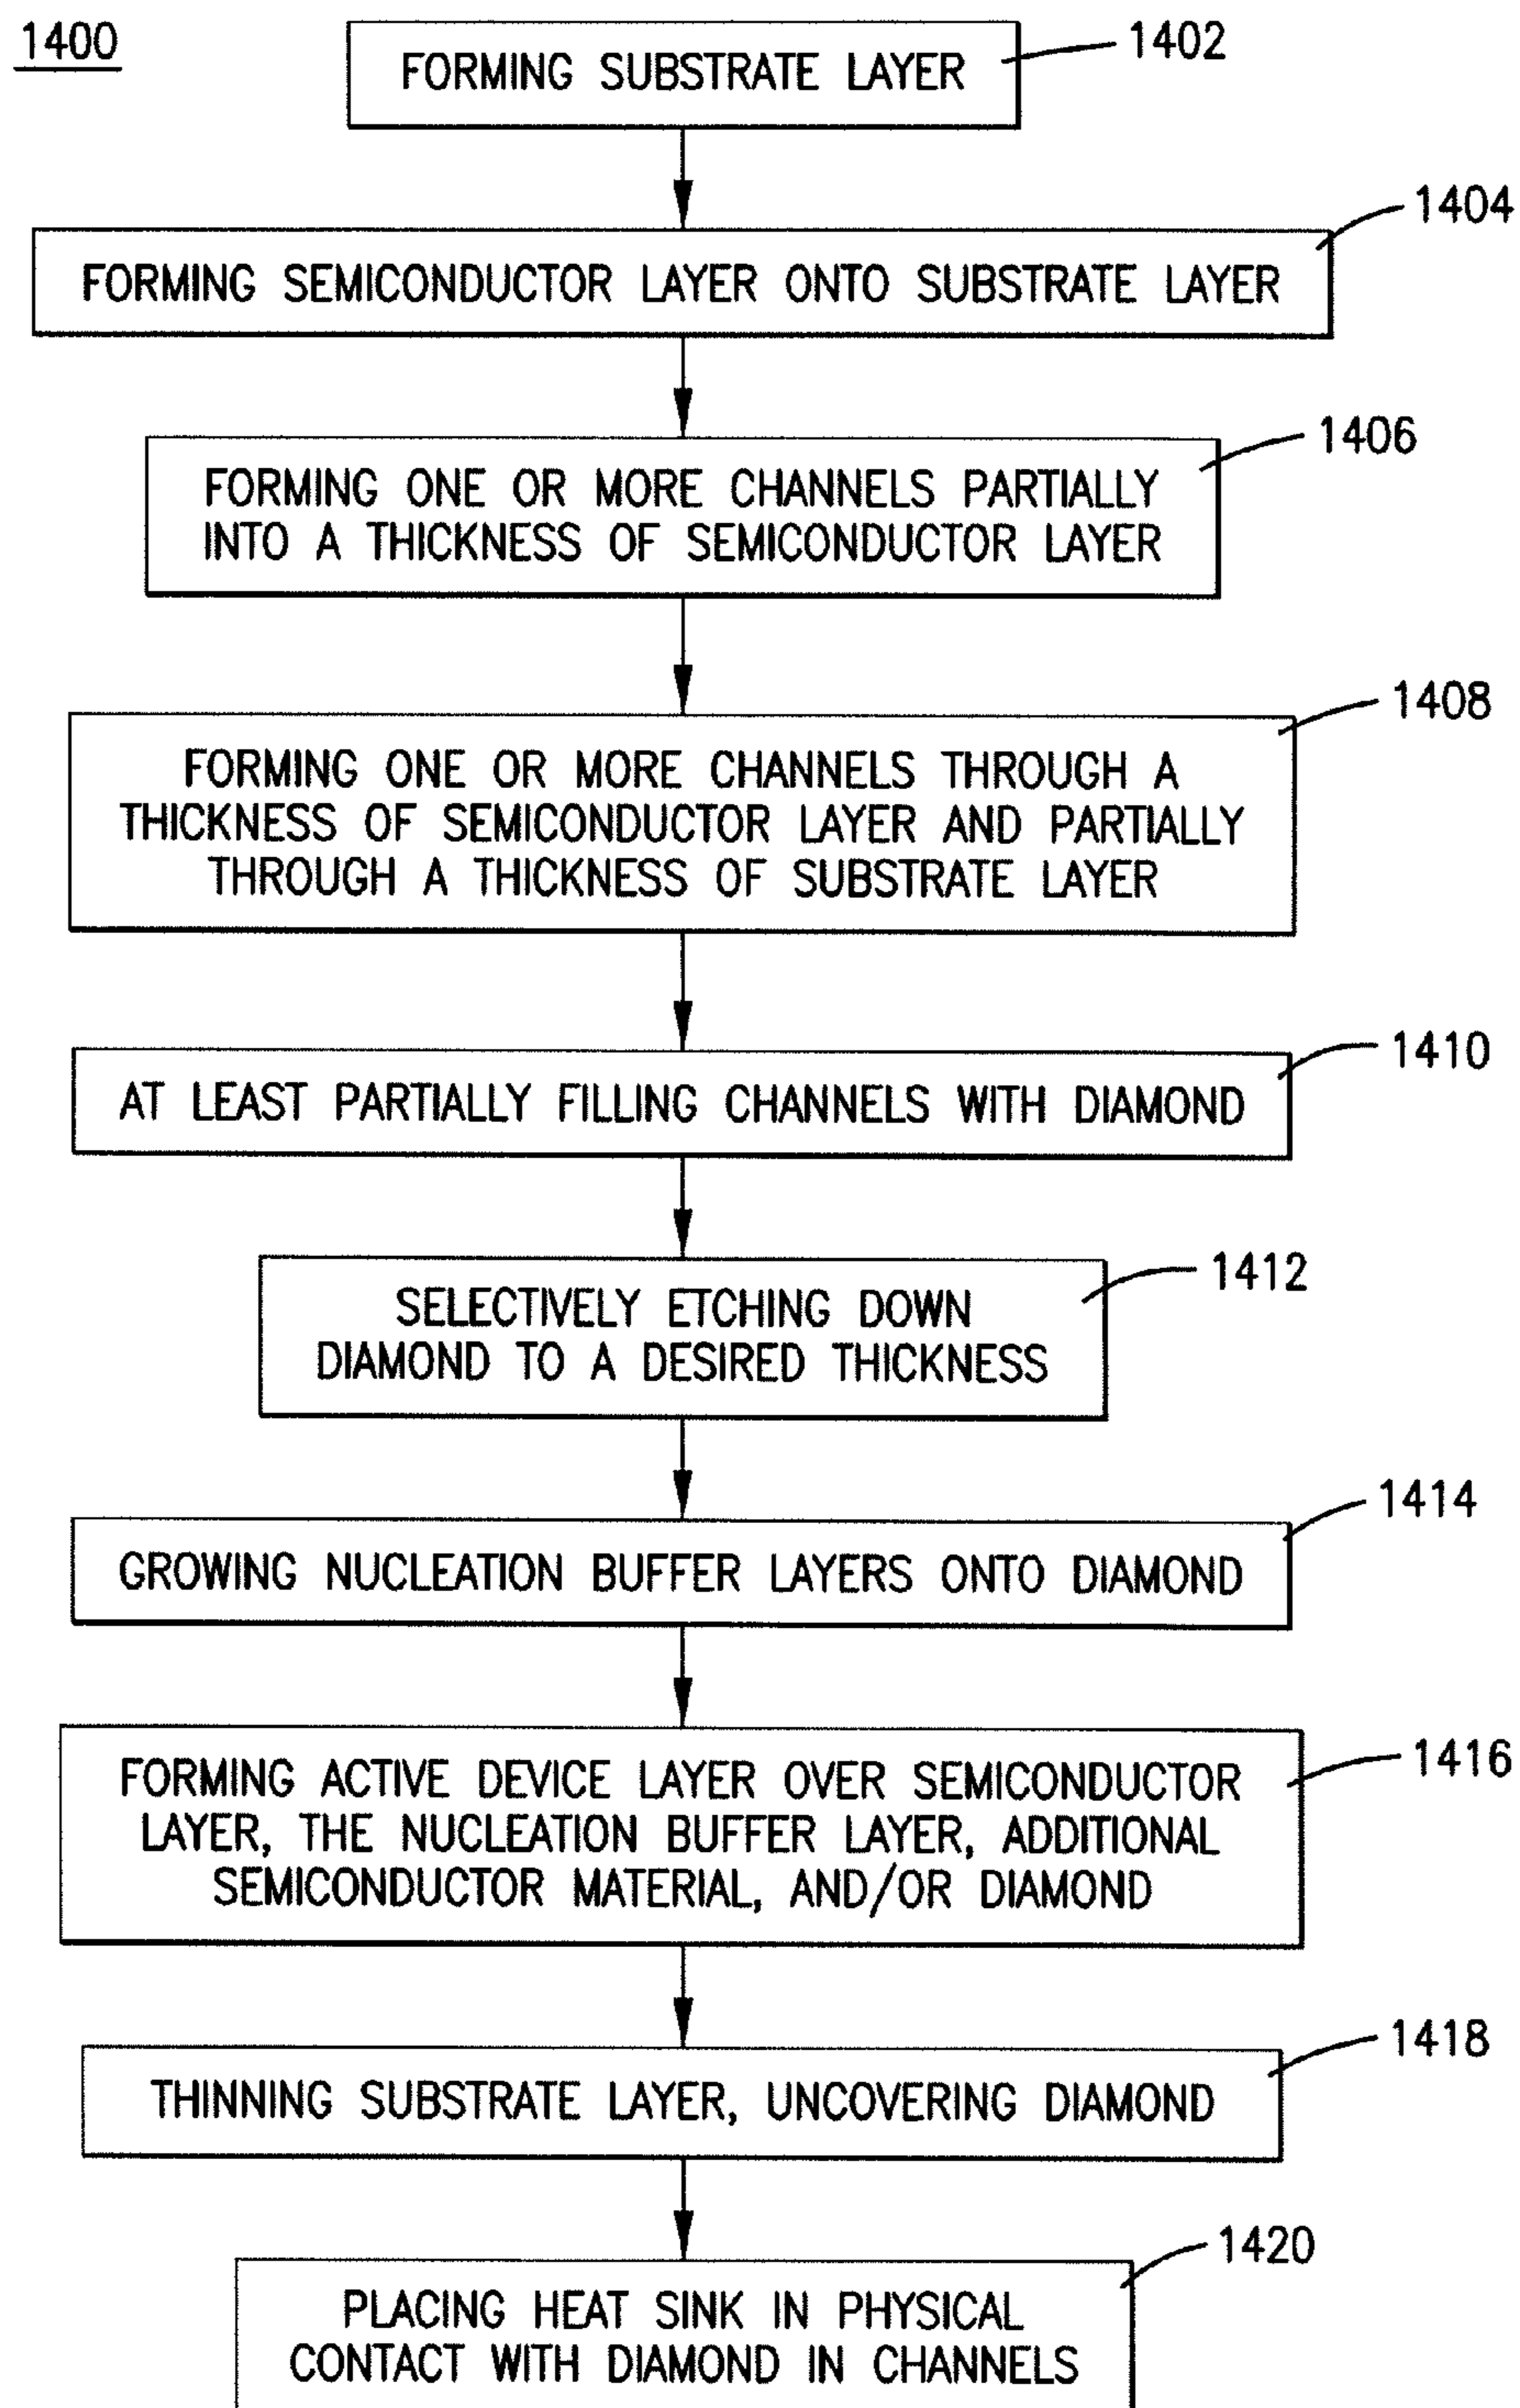 1400
FORMING SUBSTRATE LAYER
1402
FORMING SEMICONDUCTOR LAYER ONTO SUBSTRATE LAYER
1404
FORMING ONE OR MORE CHANNELS PARTIALLY
INTO A THICKNESS OF SEMICONDUCTOR LAYER
1406
FORMING ONE OR MORE CHANNELS THROUGH A
THICKNESS OF SEMICONDUCTOR LAYER AND PARTIALLY
THROUGH A THICKNESS OF SUBSTRATE LAYER
1408
AT LEAST PARTIALLY FILLING CHANNELS WITH DIAMOND
1410
SELECTIVELY ETCHING DOWN
DIAMOND TO A DESIRED THICKNESS
1412
GROWING NUCLEATION BUFFER LAYERS ONTO DIAMOND
1414
FORMING ACTIVE DEVICE LAYER OVER SEMICONDUCTOR
LAYER, THE NUCLEATION BUFFER LAYER, ADDITIONAL
SEMICONDUCTOR MATERIAL, AND/OR DIAMOND
1416
THINNING SUBSTRATE LAYER, UNCOVERING DIAMOND
1418
PLACING HEAT SINK IN PHYSICAL
CONTACT WITH DIAMOND IN CHANNELS
1420